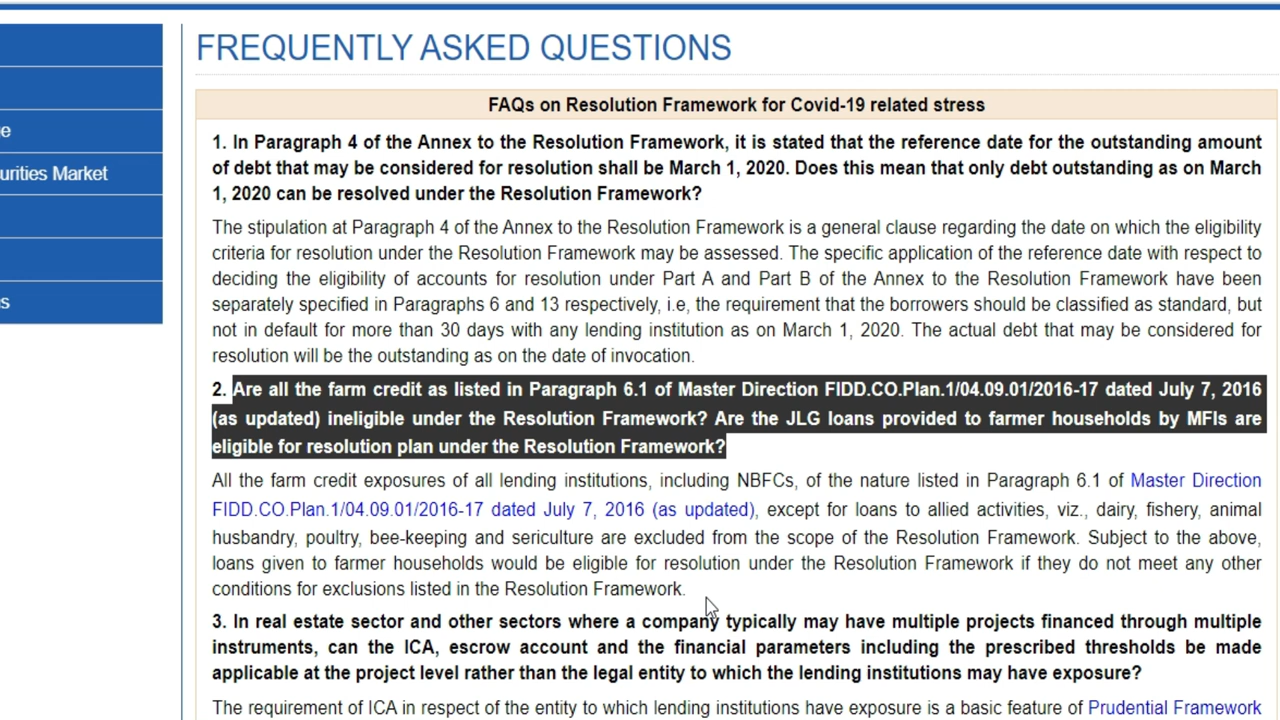 FREQUENTLY ASKED QUESTIONS
FAQs on Resolution Framework for Covid-19 related stress
e
urities Market
s
1. In Paragraph 4 of the Annex to the Resolution Framework, it is stated that the reference date for the outstanding amount
of debt that may be considered for resolution shall be March 1, 2020. Does this mean that only debt outstanding as on March
1, 2020 can be resolved under the Resolution Framework?
The stipulation at Paragraph 4 of the Annex to the Resolution Framework is a general clause regarding the date on which the eligibility
criteria for resolution under the Resolution Framework may be assessed. The specific application of the reference date with respect to
deciding the eligibility of accounts for resolution under Part A and Part B of the Annex to the Resolution Framework have been
separately specified in Paragraphs 6 and 13 respectively, i.e, the requirement that the borrowers should be classified as standard, but
not in default for more than 30 days with any lending institution as on March 1, 2020. The actual debt that may be considered for
resolution will be the outstanding as on the date of invocation.
2. Are all the farm credit as listed in Paragraph 6.1 of Master Direction FIDD.CO.Plan.1/04.09.01/2016-17 dated July 7, 2016
(as updated) ineligible under the Resolution Framework? Are the JLG loans provided to farmer households by MFIs are
eligible for resolution plan under the Resolution Framework?
All the farm credit exposures of all lending institutions, including NBFCs, of the nature listed in Paragraph 6.1 of Master Direction
FIDD.CO.Plan.1/04.09.01/2016-17 dated July 7, 2016 (as updated), except for loans to allied activities, viz., dairy, fishery, animal
husbandry, poultry, bee-keeping and sericulture are excluded from the scope of the Resolution Framework. Subject to the above,
loans given to farmer households would be eligible for resolution under the Resolution Framework if they do not meet any other
conditions for exclusions listed in the Resolution Framework.
3. In real estate sector and other sectors where a company typically may have multiple projects financed through multiple
instruments, can the ICA, escrow account and the financial parameters including the prescribed thresholds be made
applicable at the project level rather than the legal entity to which the lending institutions may have exposure?
The requirement of ICA in respect of the entity to which lending institutions have exposure is a basic feature of Prudential Framework